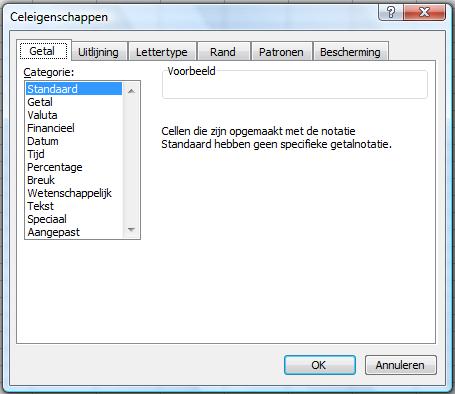 Celeigenschappen
Getal Uitlijning Lettertype Rand Patronen Bescherming
Categorie:
Standaard
Getal
Valuta
Financieel
Datum
Tijd
Percentage
Breuk
Wetenschappelijk
Tekst
Speciaal
Aangepast
Voorbeeld
Cellen die zijn opgemaakt met de notatie
Standaard hebben geen specifieke getalnotatie.
OK Annuleren